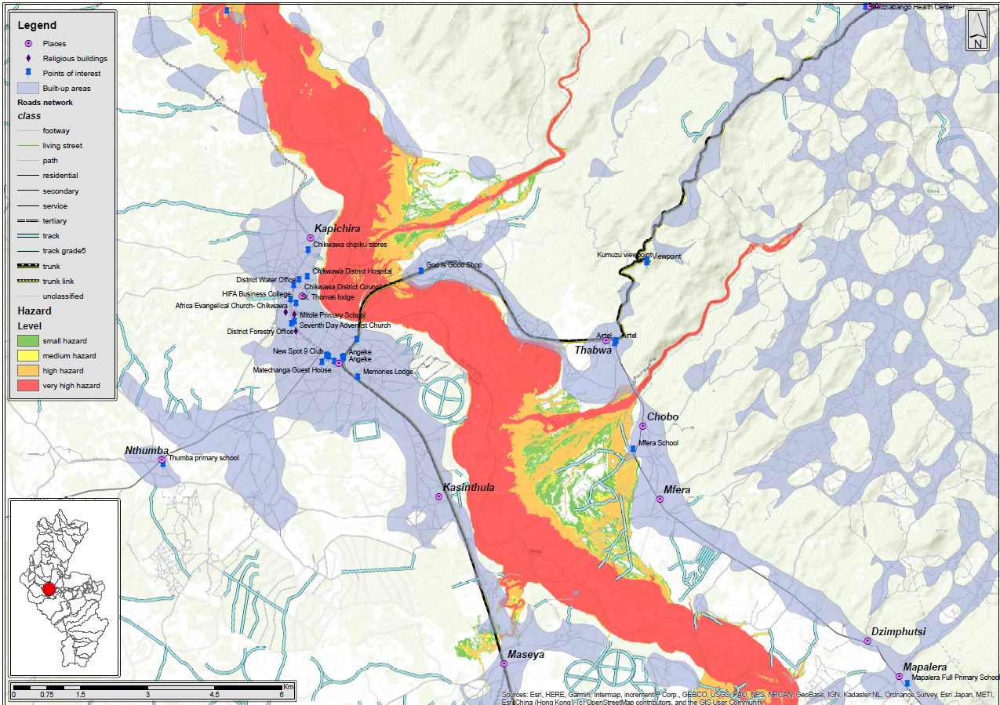 Legend
Places
Religious buildings
Points of interest
Built-up areas
Roads network
class
footway
living street
path
residential
secondary
service
tertiary
track
track grade5
trunk
trunk link
unclassified
Hazard
Level
small hazard
medium hazard
high hazard
very high hazard
Madziabango Health Center
N
Kapichira
Chikwawa chipiku stores
Chikwawa District Hospital
District Water Office
Chikwawa District Council
HIFA Business College
St. Thomas lodge
Africa Evangelical Church- Chikwawa
Mitole Primary School
Seventh Day Adventist Church
District Forestry Office
New Spot 9 Club
Angeke
Angeke
Matechanga Guest House
Memories Lodge
God Is Good Shop
Kumuzu viewpoint
Viewpoint
Airtel
Airtel
Thabwa
Chobo
Mfera School
Nthumba
Thumba primary school
Kasinthula
Mfera
373 m
Dzimphutsi
Maseya
Mapalera
Mapalera Full Primary School
Km
0 0.75 1.5 3 4.5 6
Sources: Esri, HERE, Garmin, Intermap, increment P Corp., GEBCO, USGS, FAO, NPS, NRCAN, GeoBase, IGN, Kadaster NL, Ordnance Survey, Esri Japan, METI,
Esri China (Hong Kong), (c) OpenStreetMap contributors, and the GIS User Community